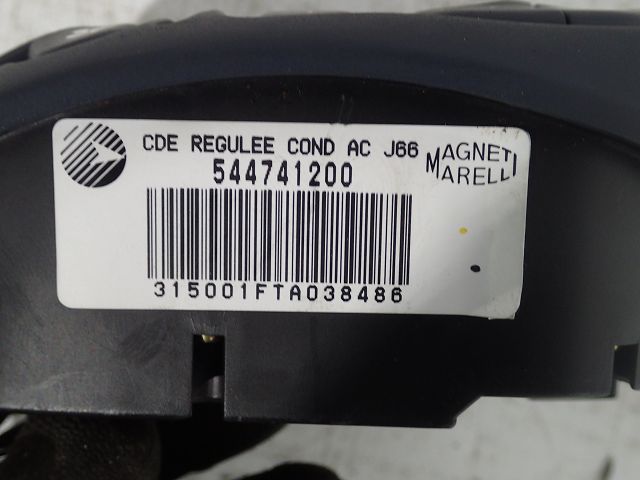 CDE REGULEE COND AC J66
544741200
MAGNETI
MARELLI
315001FTA038486